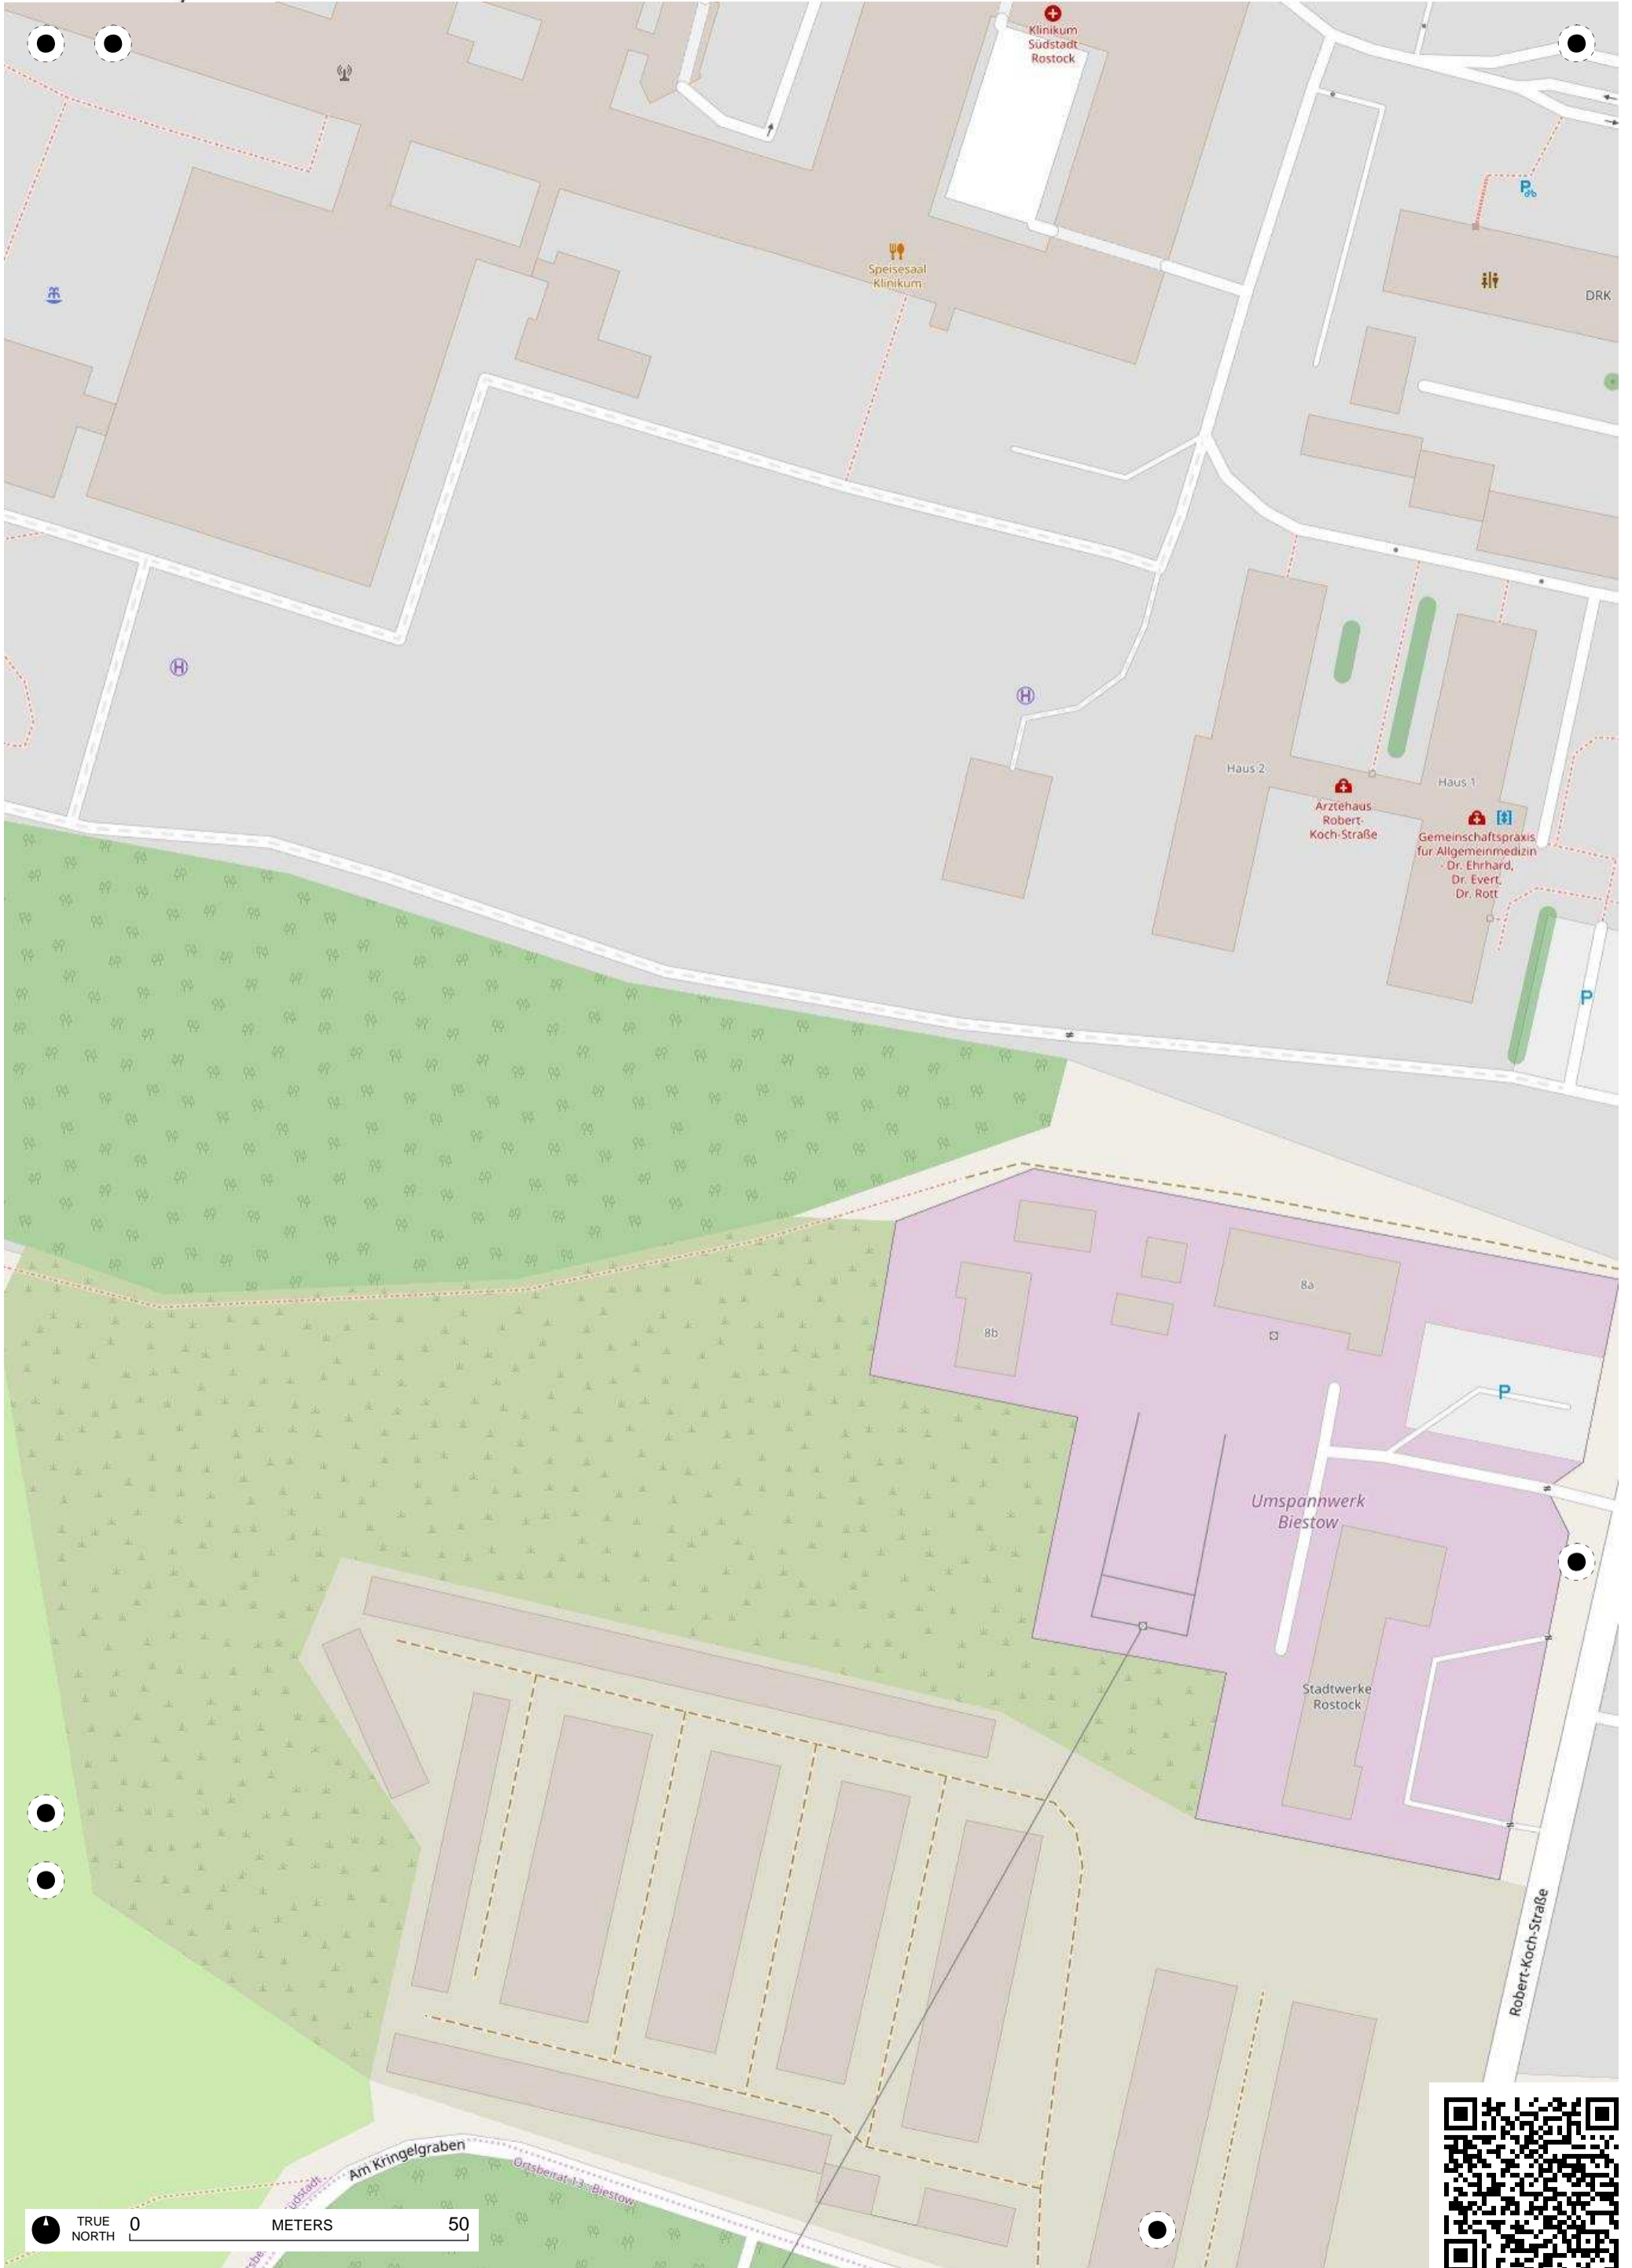 Klinikum
Südstadt
Rostock
Speisesaal
Klinikum
DRK
Haus 2
Haus 1
Ärztehaus
Robert-
Koch-Straße
Gemeinschaftspraxis
für Allgemeinmedizin
- Dr. Ehrhard,
Dr. Evert,
Dr. Rott
P
8a
8b
P
Umspannwerk
Biestow
Stadtwerke
Rostock
Robert-Koch-Straße
Am Kringelgraben
Ortsbeirat 13 : Biestow
TRUE
NORTH
0 METERS 50